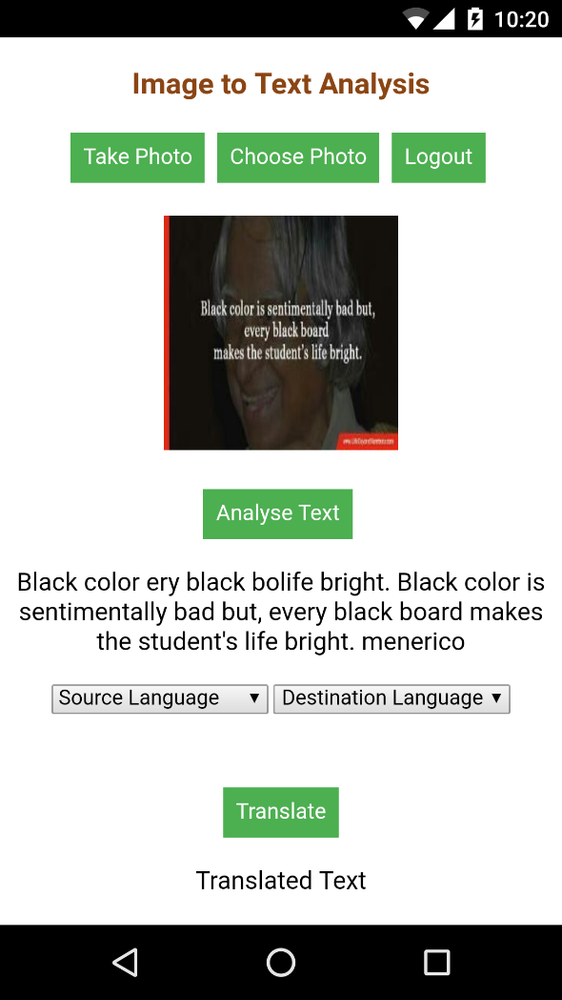 10:20
Image to Text Analysis
Take Photo Choose Photo Logout
Black color is sentimentally bad but,
every black board
makes the student's life bright.
Analyse Text
Black color ery black bolife bright. Black color is
sentimentally bad but, every black board makes
the student's life bright. menerico
Source Language Destination Language
Translate
Translated Text